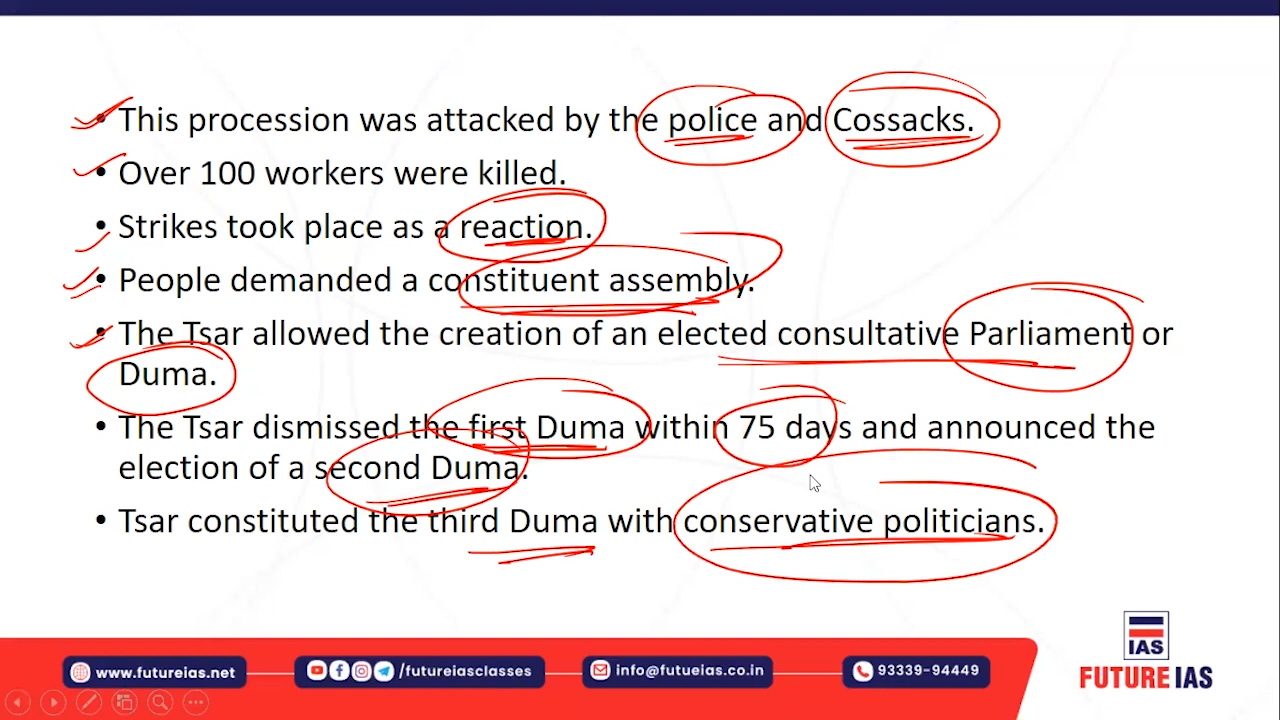 • This procession was attacked by the police and Cossacks.
• Over 100 workers were killed.
• Strikes took place as a reaction.
• People demanded a constituent assembly.
• The Tsar allowed the creation of an elected consultative Parliament or
Duma.
• The Tsar dismissed the first Duma within 75 days and announced the
election of a second Duma.
• Tsar constituted the third Duma with conservative politicians.
IAS
www.futureias.net
/futureiasclasses
info@futueias.co.in
93339-94449
FUTURE IAS